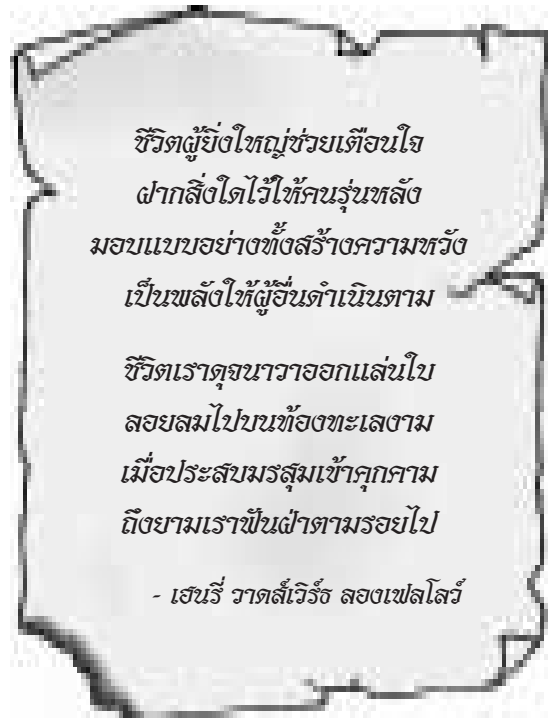 ชีวิตผู้ยิ่งใหญ่ช่วยเตือนใจ
ฝากสิ่งใดไว้ให้คนรุ่นหลัง
มอบแบบอย่างทั้งสร้างความหวัง
เป็นพลังให้ผู้อื่นดำเนินตาม
ชีวิตเราดุจนาวาออกแล่นใบ
ลอยลมไปบนท้องทะเลงาม
เมื่อประสบมรสุมเข้าคุกคาม
ถึงยามเราฟันฝ่าตามรอยไป
- เฮนรี่ วาดส์เวิร์ธ ลองเฟลโลว์